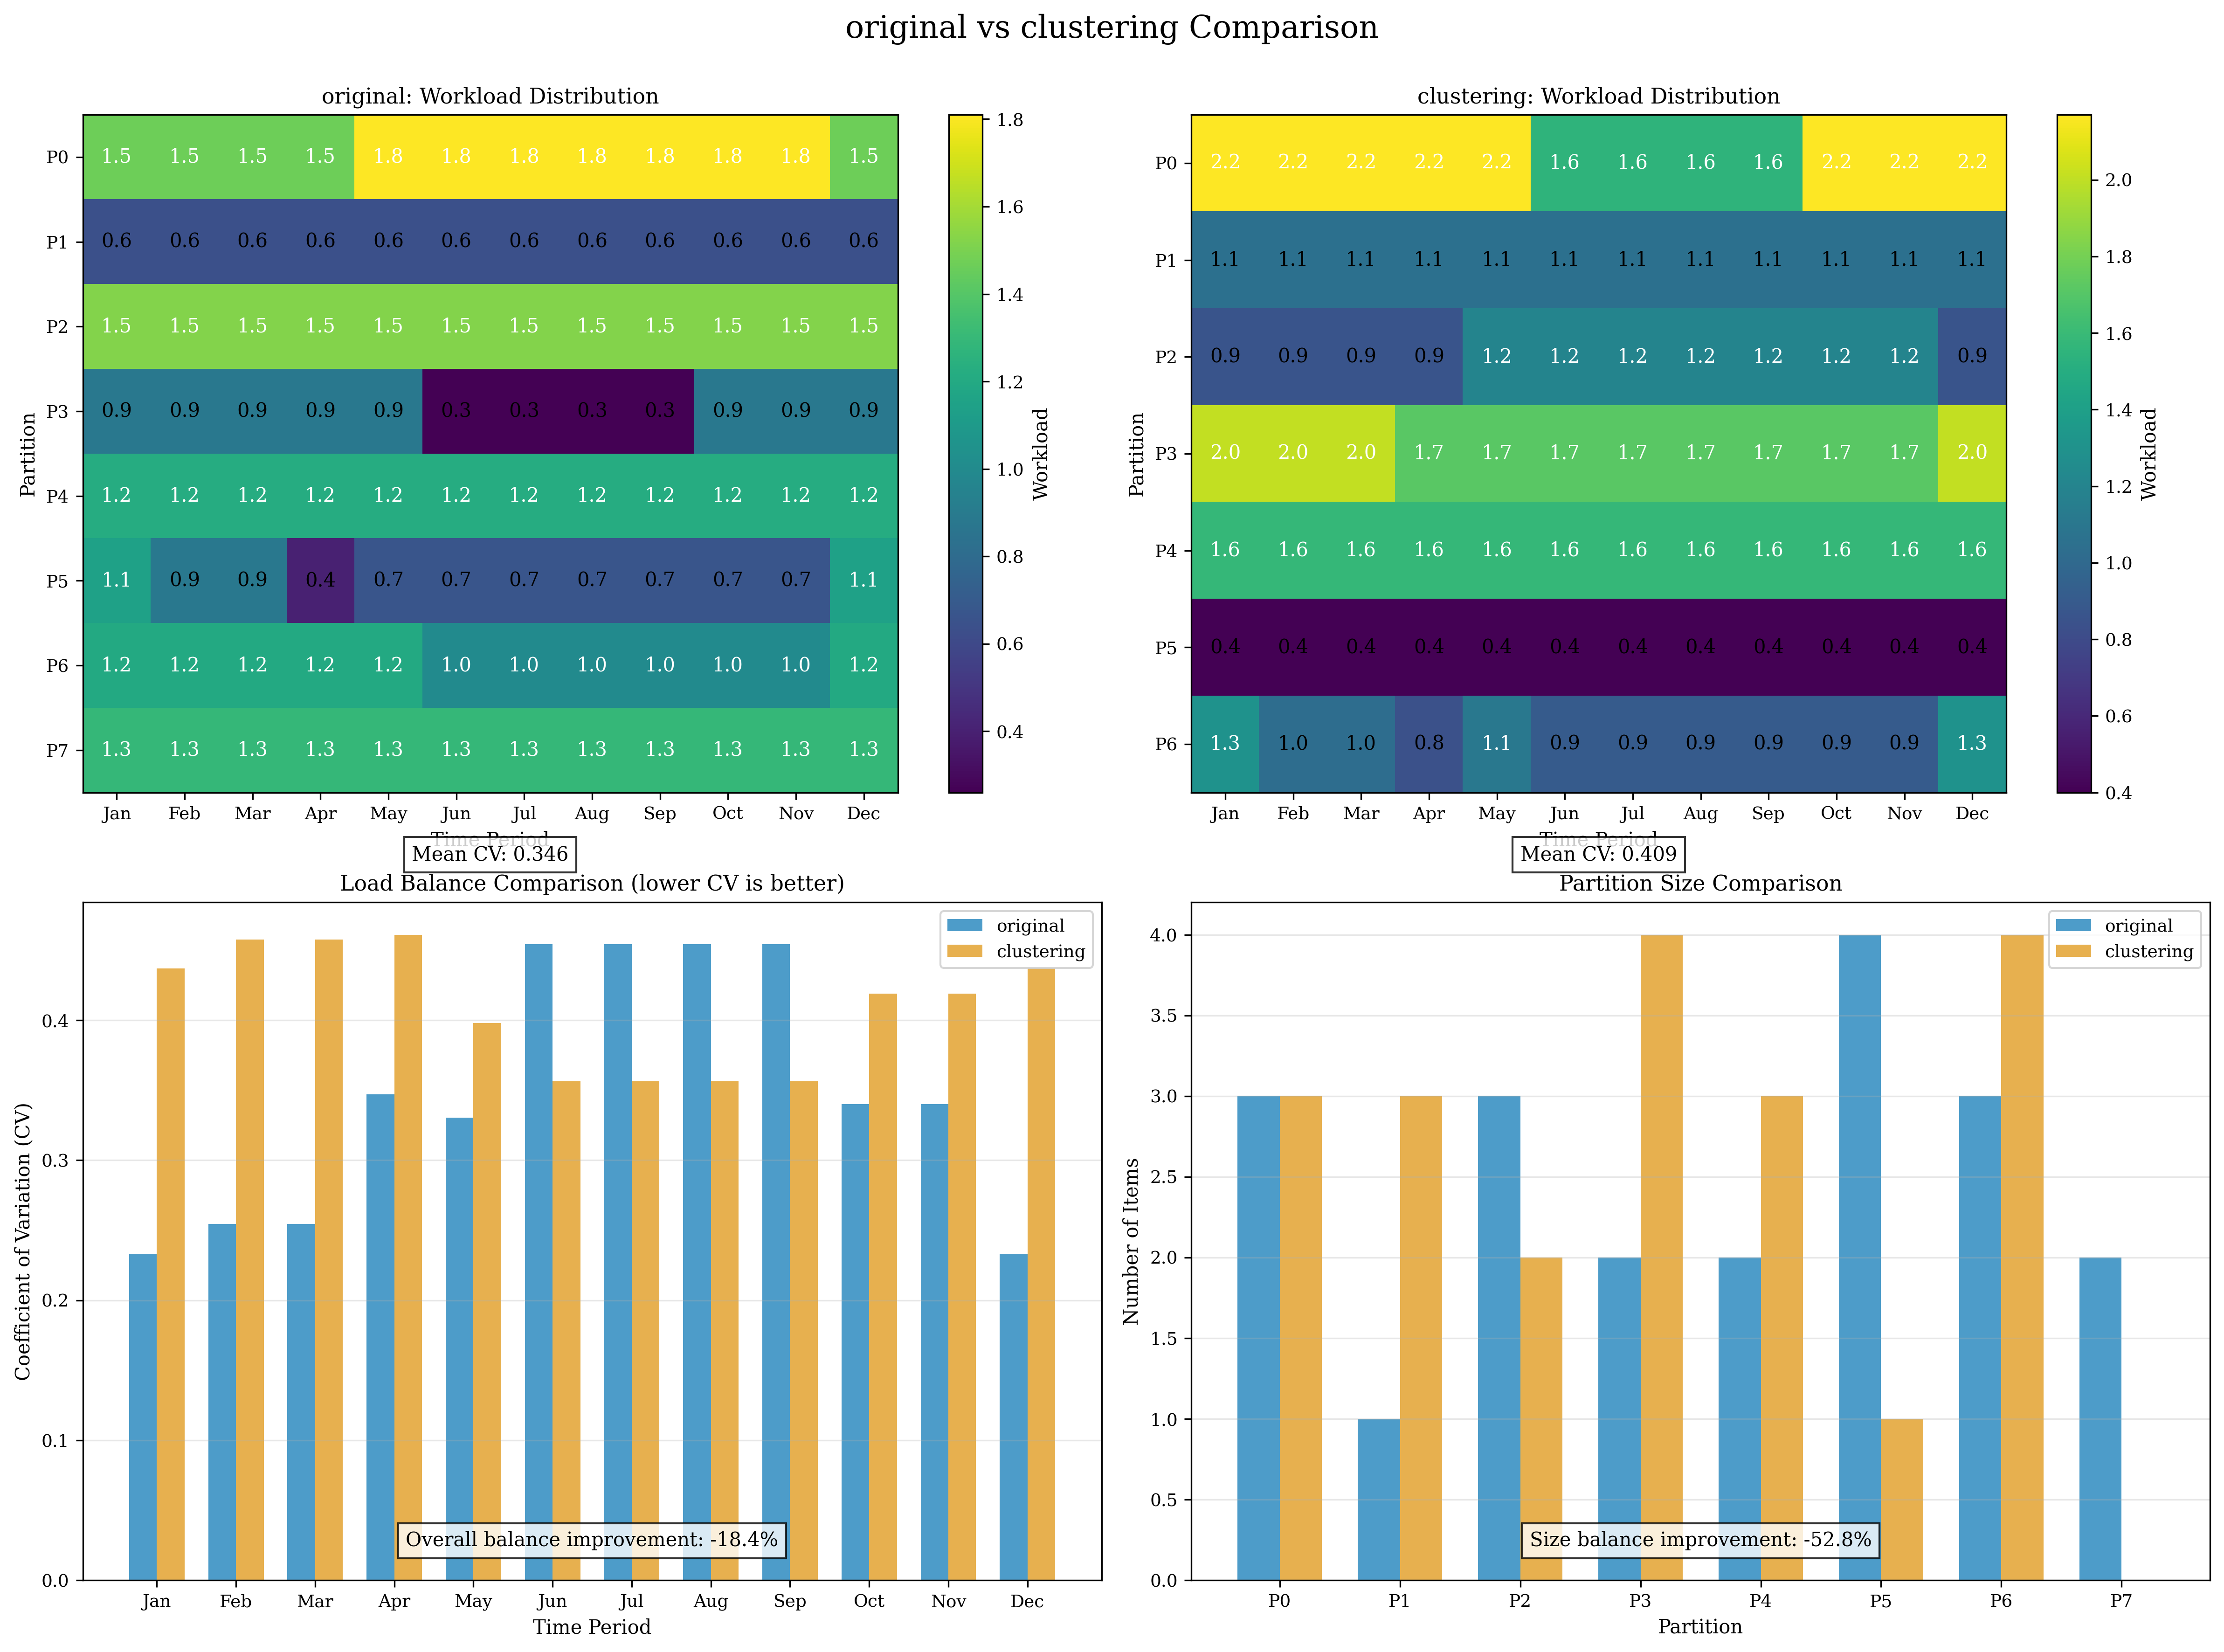 original vs clustering Comparison
original: Workload Distribution
P0 1.5 1.5 1.5 1.5 1.8 1.8 1.8 1.8 1.8 1.8 1.8 1.5
P1 0.6 0.6 0.6 0.6 0.6 0.6 0.6 0.6 0.6 0.6 0.6 0.6
P2 1.5 1.5 1.5 1.5 1.5 1.5 1.5 1.5 1.5 1.5 1.5 1.5
P3 0.9 0.9 0.9 0.9 0.9 0.3 0.3 0.3 0.3 0.9 0.9 0.9
P4 1.2 1.2 1.2 1.2 1.2 1.2 1.2 1.2 1.2 1.2 1.2 1.2
P5 1.1 0.9 0.9 0.4 0.7 0.7 0.7 0.7 0.7 0.7 0.7 1.1
P6 1.2 1.2 1.2 1.2 1.2 1.0 1.0 1.0 1.0 1.0 1.0 1.2
P7 1.3 1.3 1.3 1.3 1.3 1.3 1.3 1.3 1.3 1.3 1.3 1.3
Partition
Jan Feb Mar Apr May Jun Jul Aug Sep Oct Nov Dec
Time Period
Mean CV: 0.346
1.8
1.6
1.4
1.2
1.0
0.8
0.6
0.4
Workload
clustering: Workload Distribution
P0 2.2 2.2 2.2 2.2 2.2 1.6 1.6 1.6 1.6 2.2 2.2 2.2
P1 1.1 1.1 1.1 1.1 1.1 1.1 1.1 1.1 1.1 1.1 1.1 1.1
P2 0.9 0.9 0.9 0.9 1.2 1.2 1.2 1.2 1.2 1.2 1.2 0.9
P3 2.0 2.0 2.0 1.7 1.7 1.7 1.7 1.7 1.7 1.7 1.7 2.0
P4 1.6 1.6 1.6 1.6 1.6 1.6 1.6 1.6 1.6 1.6 1.6 1.6
P5 0.4 0.4 0.4 0.4 0.4 0.4 0.4 0.4 0.4 0.4 0.4 0.4
P6 1.3 1.0 1.0 0.8 1.1 0.9 0.9 0.9 0.9 0.9 0.9 1.3
Partition
Jan Feb Mar Apr May Jun Jul Aug Sep Oct Nov Dec
Time Period
Mean CV: 0.409
2.0
1.8
1.6
1.4
1.2
1.0
0.8
0.6
0.4
Workload
Load Balance Comparison (lower CV is better)
original
clustering
0.4
0.3
0.2
0.1
0.0
Coefficient of Variation (CV)
Overall balance improvement: -18.4%
Jan Feb Mar Apr May Jun Jul Aug Sep Oct Nov Dec
Time Period
Partition Size Comparison
original
clustering
4.0
3.5
3.0
2.5
2.0
1.5
1.0
0.5
0.0
Number of Items
Size balance improvement: -52.8%
P0 P1 P2 P3 P4 P5 P6 P7
Partition